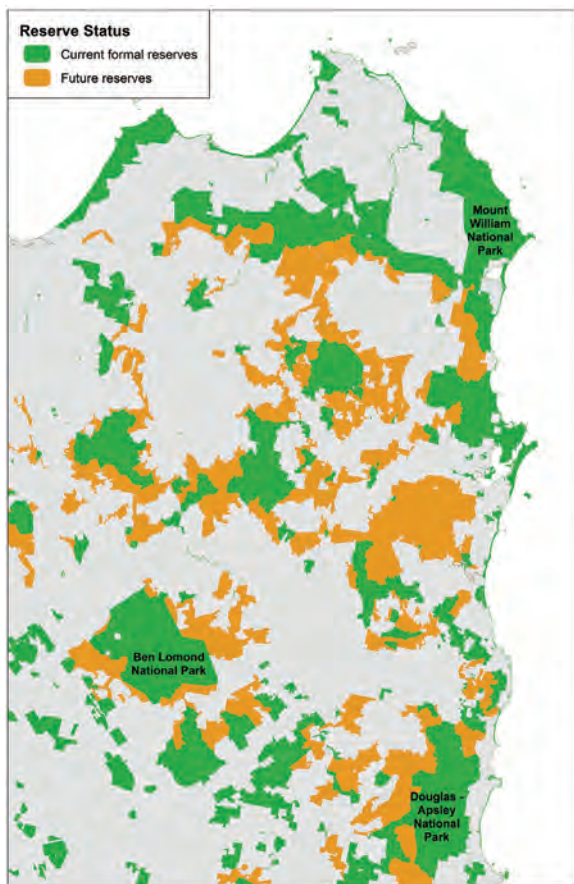 Reserve Status
Current formal reserves
Future reserves
Mount
William
National
Park
Ben Lomond
National Park
Douglas -
Apsley
National
Park